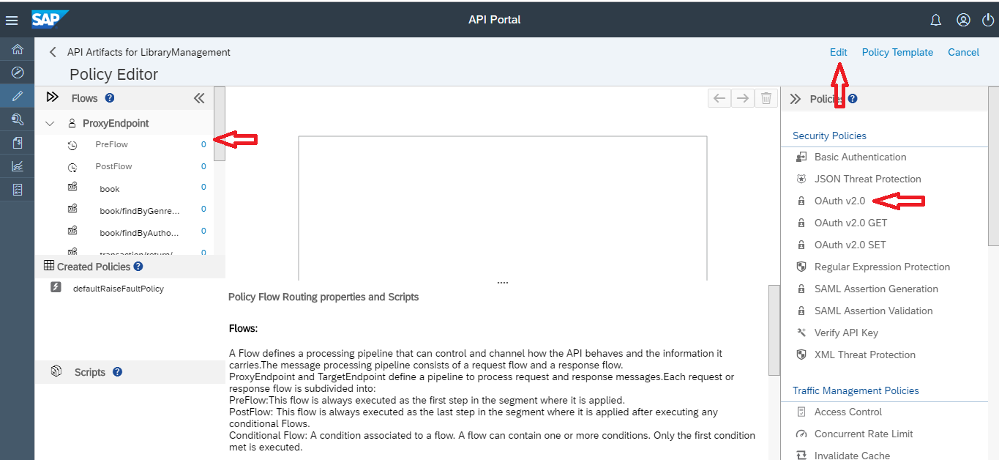 SAP
API Portal
API Artifacts for LibraryManagement
Edit
Policy Template
Cancel
Policy Editor
Flows ?
ProxyEndpoint
PreFlow 0
PostFlow 0
book 0
book/findByGenre... 0
book/findByAutho... 0
transaction/return/ 0
Created Policies ?
defaultRaiseFaultPolicy
Scripts ?
....
Policy Flow Routing properties and Scripts
Flows:
A Flow defines a processing pipeline that can control and channel how the API behaves and the information it
carries.The message processing pipeline consists of a request flow and a response flow.
ProxyEndpoint and TargetEndpoint define a pipeline to process request and response messages.Each request or
response flow is subdivided into:
PreFlow:This flow is always executed as the first step in the segment where it is applied.
PostFlow: This flow is always executed as the last step in the segment where it is applied after executing any
conditional Flows.
Conditional Flow: A condition associated to a flow. A flow can contain one or more conditions. Only the first condition
met is executed.
Policies ?
Security Policies
Basic Authentication
JSON Threat Protection
OAuth v2.0
OAuth v2.0 GET
OAuth v2.0 SET
Regular Expression Protection
SAML Assertion Generation
SAML Assertion Validation
Verify API Key
XML Threat Protection
Traffic Management Policies
Access Control
Concurrent Rate Limit
Invalidate Cache